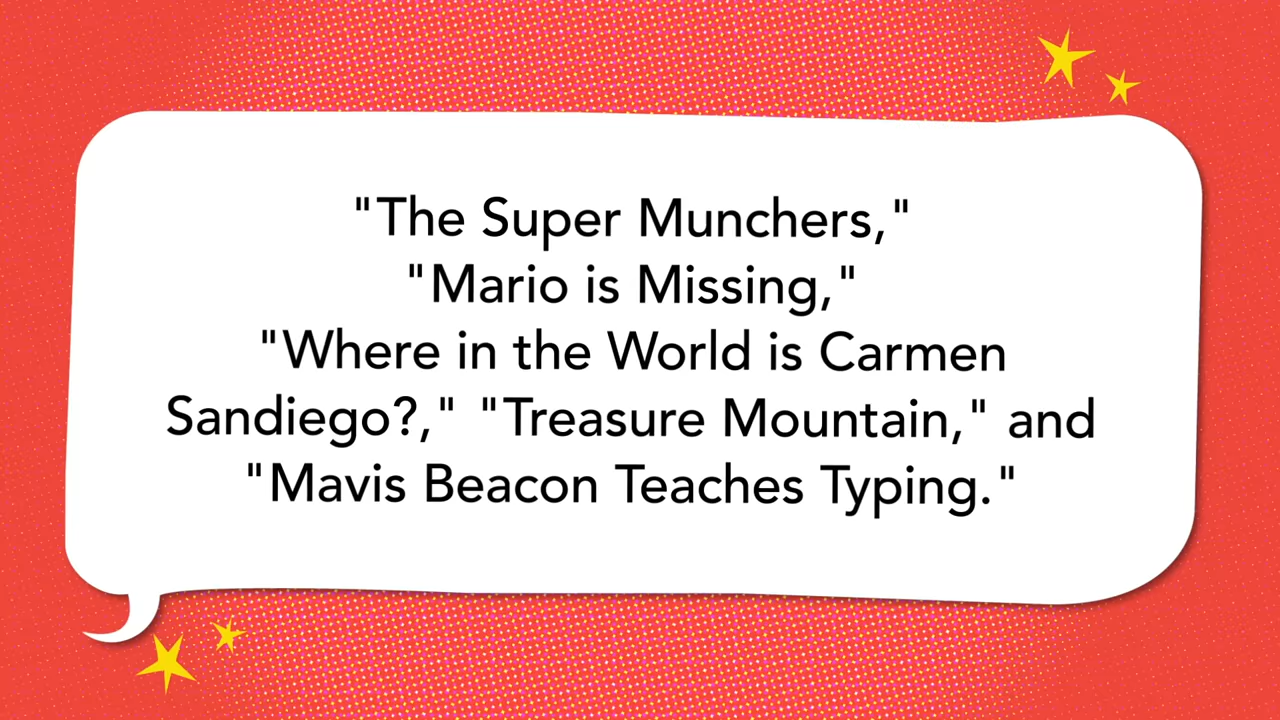 "The Super Munchers,"
"Mario is Missing,"
"Where in the World is Carmen
Sandiego?," "Treasure Mountain," and
"Mavis Beacon Teaches Typing."